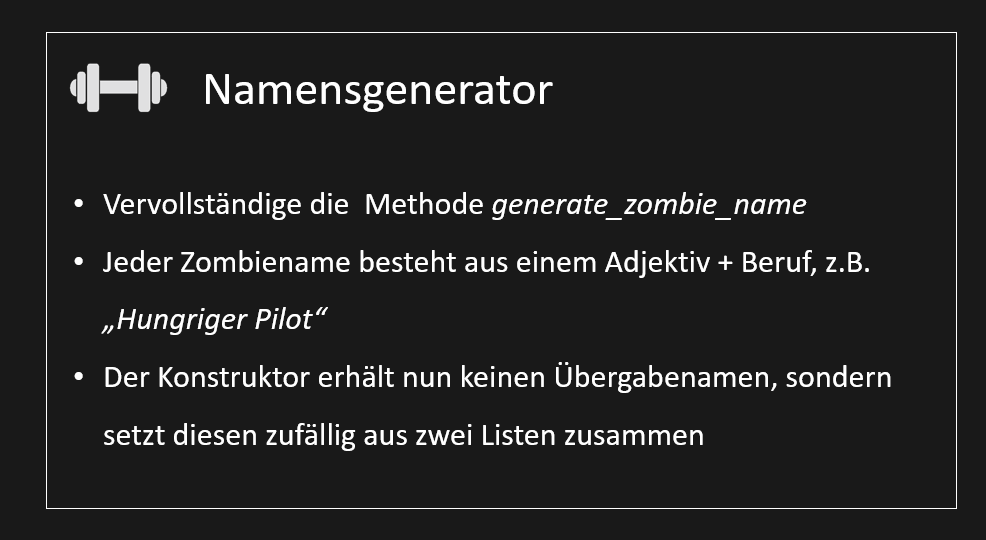 Namensgenerator
• Vervollständige die  Methode generate_zombie_name
• Jeder Zombiename besteht aus einem Adjektiv + Beruf, z.B.
„Hungriger Pilot“
• Der Konstruktor erhält nun keinen Übergabenamen, sondern
setzt diesen zufällig aus zwei Listen zusammen